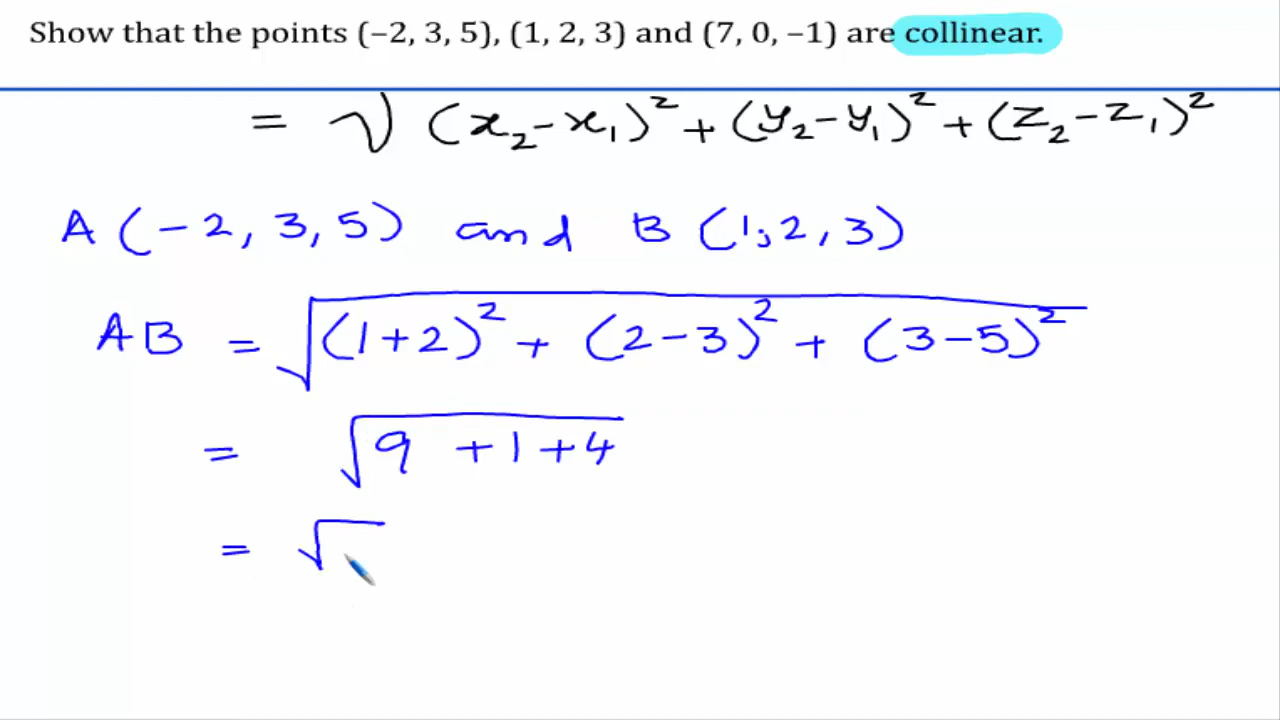 Show that the points (−2, 3, 5), (1, 2, 3) and (7, 0, −1) are collinear.
= √ (x₂-x₁)² + (y₂-y₁)² + (z₂-z₁)²
A (-2, 3, 5) and B (1, 2, 3)
AB = √(1+2)² + (2-3)² + (3-5)²
= √9 +1+4
= √